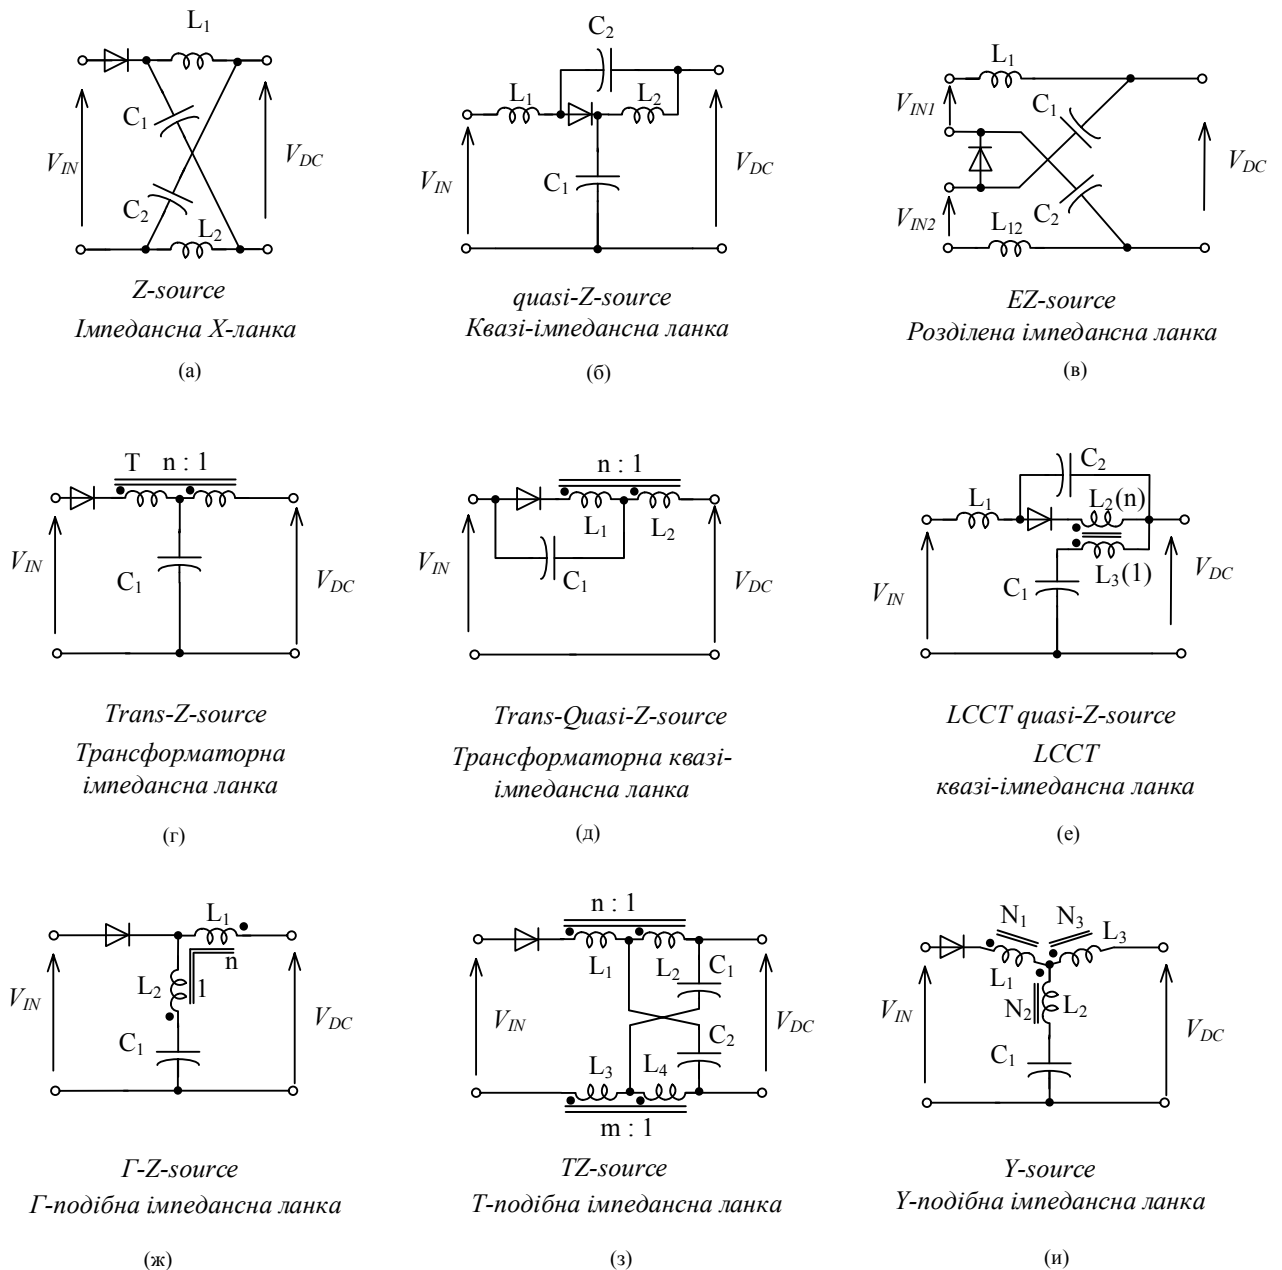 L1
C1
VIN
VDC
C2
L2
Z-source
Імпедансна X-ланка
(а)
C2
L1
L2
C1
VIN
VDC
quasi-Z-source
Квазі-імпедансна ланка
(б)
L1
VIN1
C1
VDC
VIN2
C2
L12
EZ-source
Розділена імпедансна ланка
(в)
T n : 1
VIN
C1
VDC
Trans-Z-source
Трансформаторна
імпедансна ланка
(г)
n : 1
L1
L2
VIN
C1
VDC
Trans-Quasi-Z-source
Трансформаторна квазі-
імпедансна ланка
(д)
C2
L1
L2(n)
L3(1)
C1
VIN
VDC
LCCT quasi-Z-source
LCCT
квазі-імпедансна ланка
(е)
L1
n
L2
1
VIN
VDC
C1
Г-Z-source
Г-подібна імпедансна ланка
(ж)
n : 1
L1
L2
C1
VIN
VDC
C2
L3
L4
m : 1
TZ-source
Т-подібна імпедансна ланка
(з)
N1
N3
L3
L1
N2
L2
VIN
VDC
C1
Y-source
Y-подібна імпедансна ланка
(и)